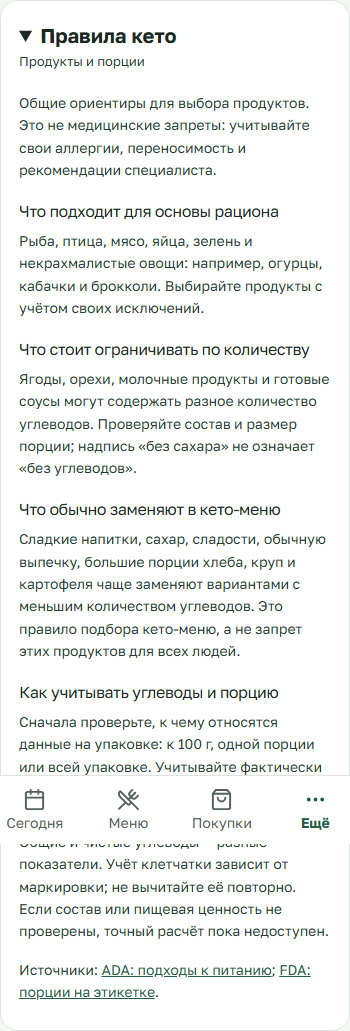 ▼ Правила кето
Продукты и порции
Общие ориентиры для выбора продуктов.
Это не медицинские запреты: учитывайте
свои аллергии, переносимость и
рекомендации специалиста.
Что подходит для основы рациона
Рыба, птица, мясо, яйца, зелень и
некрахмалистые овощи: например, огурцы,
кабачки и брокколи. Выбирайте продукты с
учётом своих исключений.
Что стоит ограничивать по количеству
Ягоды, орехи, молочные продукты и готовые
соусы могут содержать разное количество
углеводов. Проверяйте состав и размер
порции; надпись «без сахара» не означает
«без углеводов».
Что обычно заменяют в кето-меню
Сладкие напитки, сахар, сладости, обычную
выпечку, большие порции хлеба, круп и
картофеля чаще заменяют вариантами с
меньшим количеством углеводов. Это
правило подбора кето-меню, а не запрет
этих продуктов для всех людей.
Как учитывать углеводы и порцию
Сначала проверьте, к чему относятся
данные на упаковке: к 100 г, одной порции
или всей упаковке. Учитывайте фактически
Сегодня Меню Покупки Ещё
Общие и чистые углеводы — разные
показатели. Учёт клетчатки зависит от
маркировки; не вычитайте её повторно.
Если состав или пищевая ценность не
проверены, точный расчёт пока недоступен.
Источники: ADA: подходы к питанию; FDA:
порции на этикетке.